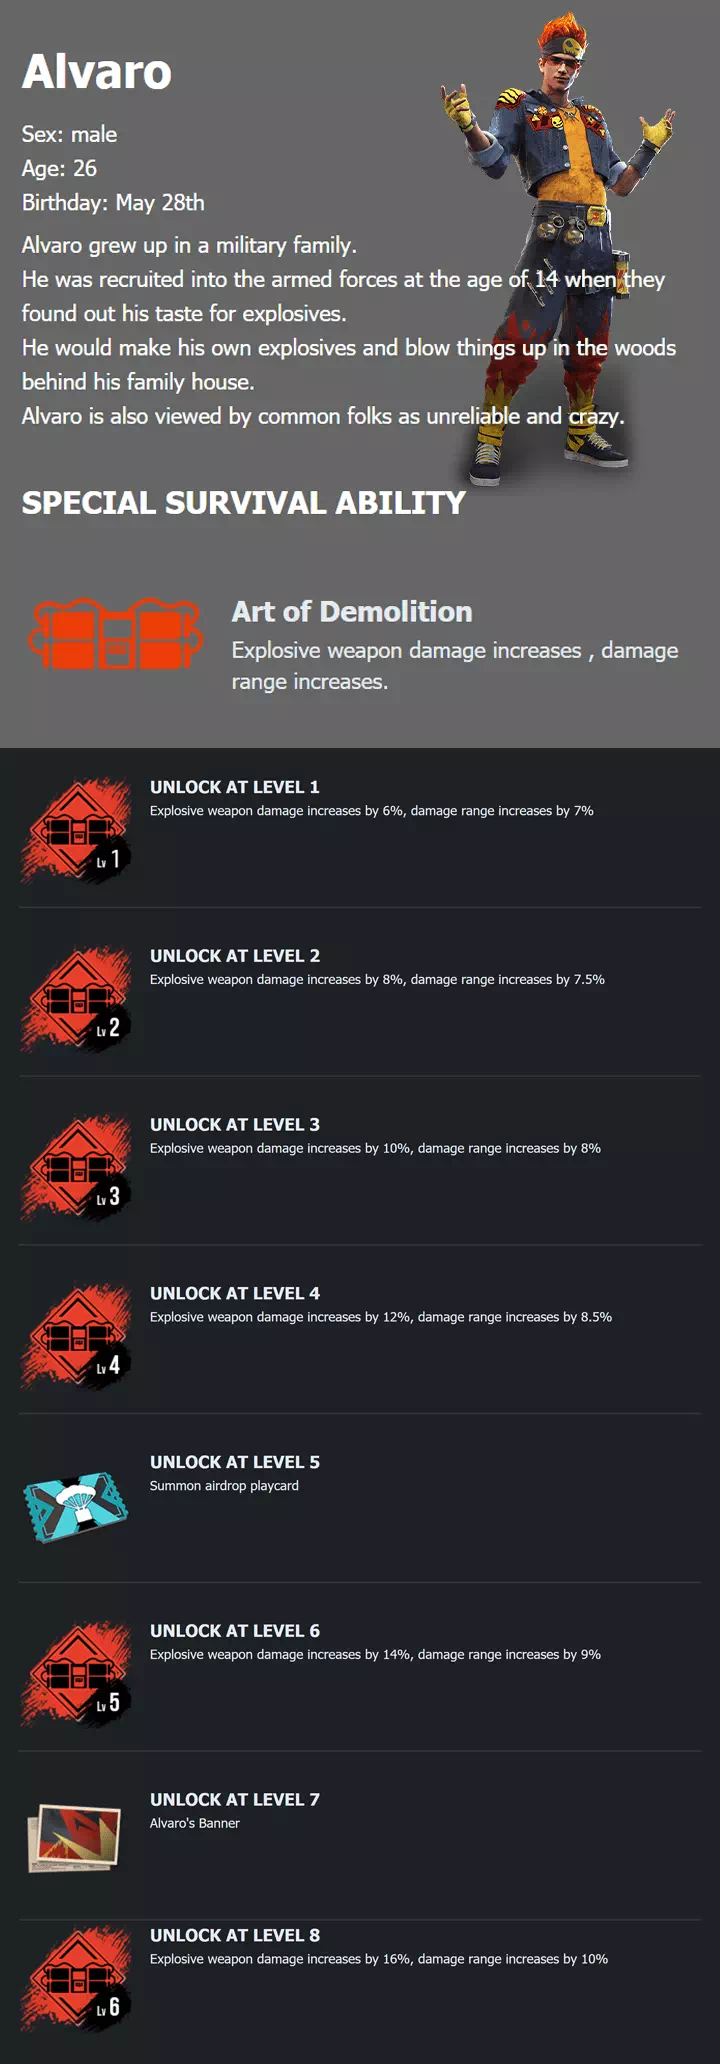 Alvaro
Sex: male
Age: 26
Birthday: May 28th
Alvaro grew up in a military family.
He was recruited into the armed forces at the age of 14 when they
found out his taste for explosives.
He would make his own explosives and blow things up in the woods
behind his family house.
Alvaro is also viewed by common folks as unreliable and crazy.
SPECIAL SURVIVAL ABILITY
Art of Demolition
Explosive weapon damage increases , damage
range increases.
UNLOCK AT LEVEL 1
Explosive weapon damage increases by 6%, damage range increases by 7%
Lv 1
UNLOCK AT LEVEL 2
Explosive weapon damage increases by 8%, damage range increases by 7.5%
Lv 2
UNLOCK AT LEVEL 3
Explosive weapon damage increases by 10%, damage range increases by 8%
Lv 3
UNLOCK AT LEVEL 4
Explosive weapon damage increases by 12%, damage range increases by 8.5%
Lv 4
UNLOCK AT LEVEL 5
Summon airdrop playcard
UNLOCK AT LEVEL 6
Explosive weapon damage increases by 14%, damage range increases by 9%
Lv 5
UNLOCK AT LEVEL 7
Alvaro's Banner
UNLOCK AT LEVEL 8
Explosive weapon damage increases by 16%, damage range increases by 10%
Lv 6